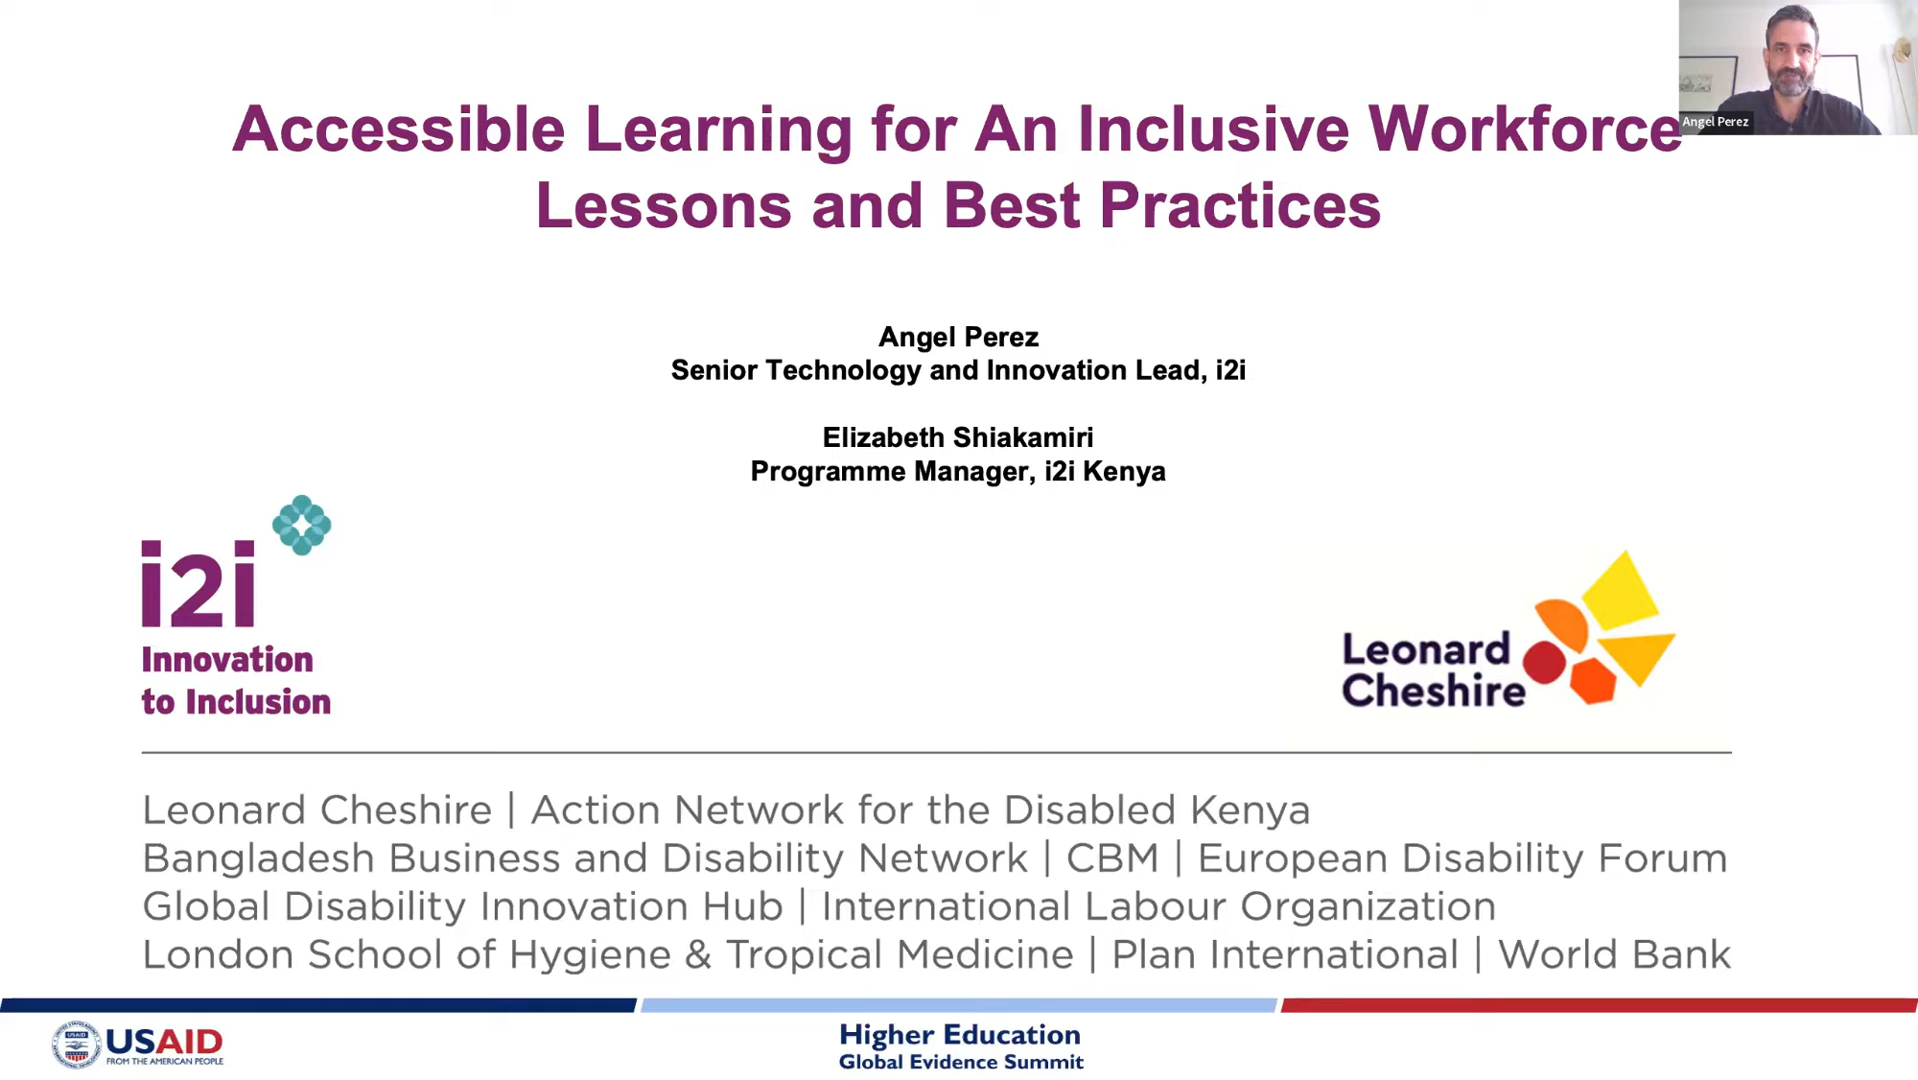 Accessible Learning for An Inclusive Workforce
Lessons and Best Practices
Angel Perez
Angel Perez
Senior Technology and Innovation Lead, i2i
Elizabeth Shiakamiri
Programme Manager, i2i Kenya
i2i
Innovation
to Inclusion
Leonard
Cheshire
Leonard Cheshire | Action Network for the Disabled Kenya
Bangladesh Business and Disability Network | CBM | European Disability Forum
Global Disability Innovation Hub | International Labour Organization
London School of Hygiene & Tropical Medicine | Plan International | World Bank
USAID
FROM THE AMERICAN PEOPLE
Higher Education
Global Evidence Summit